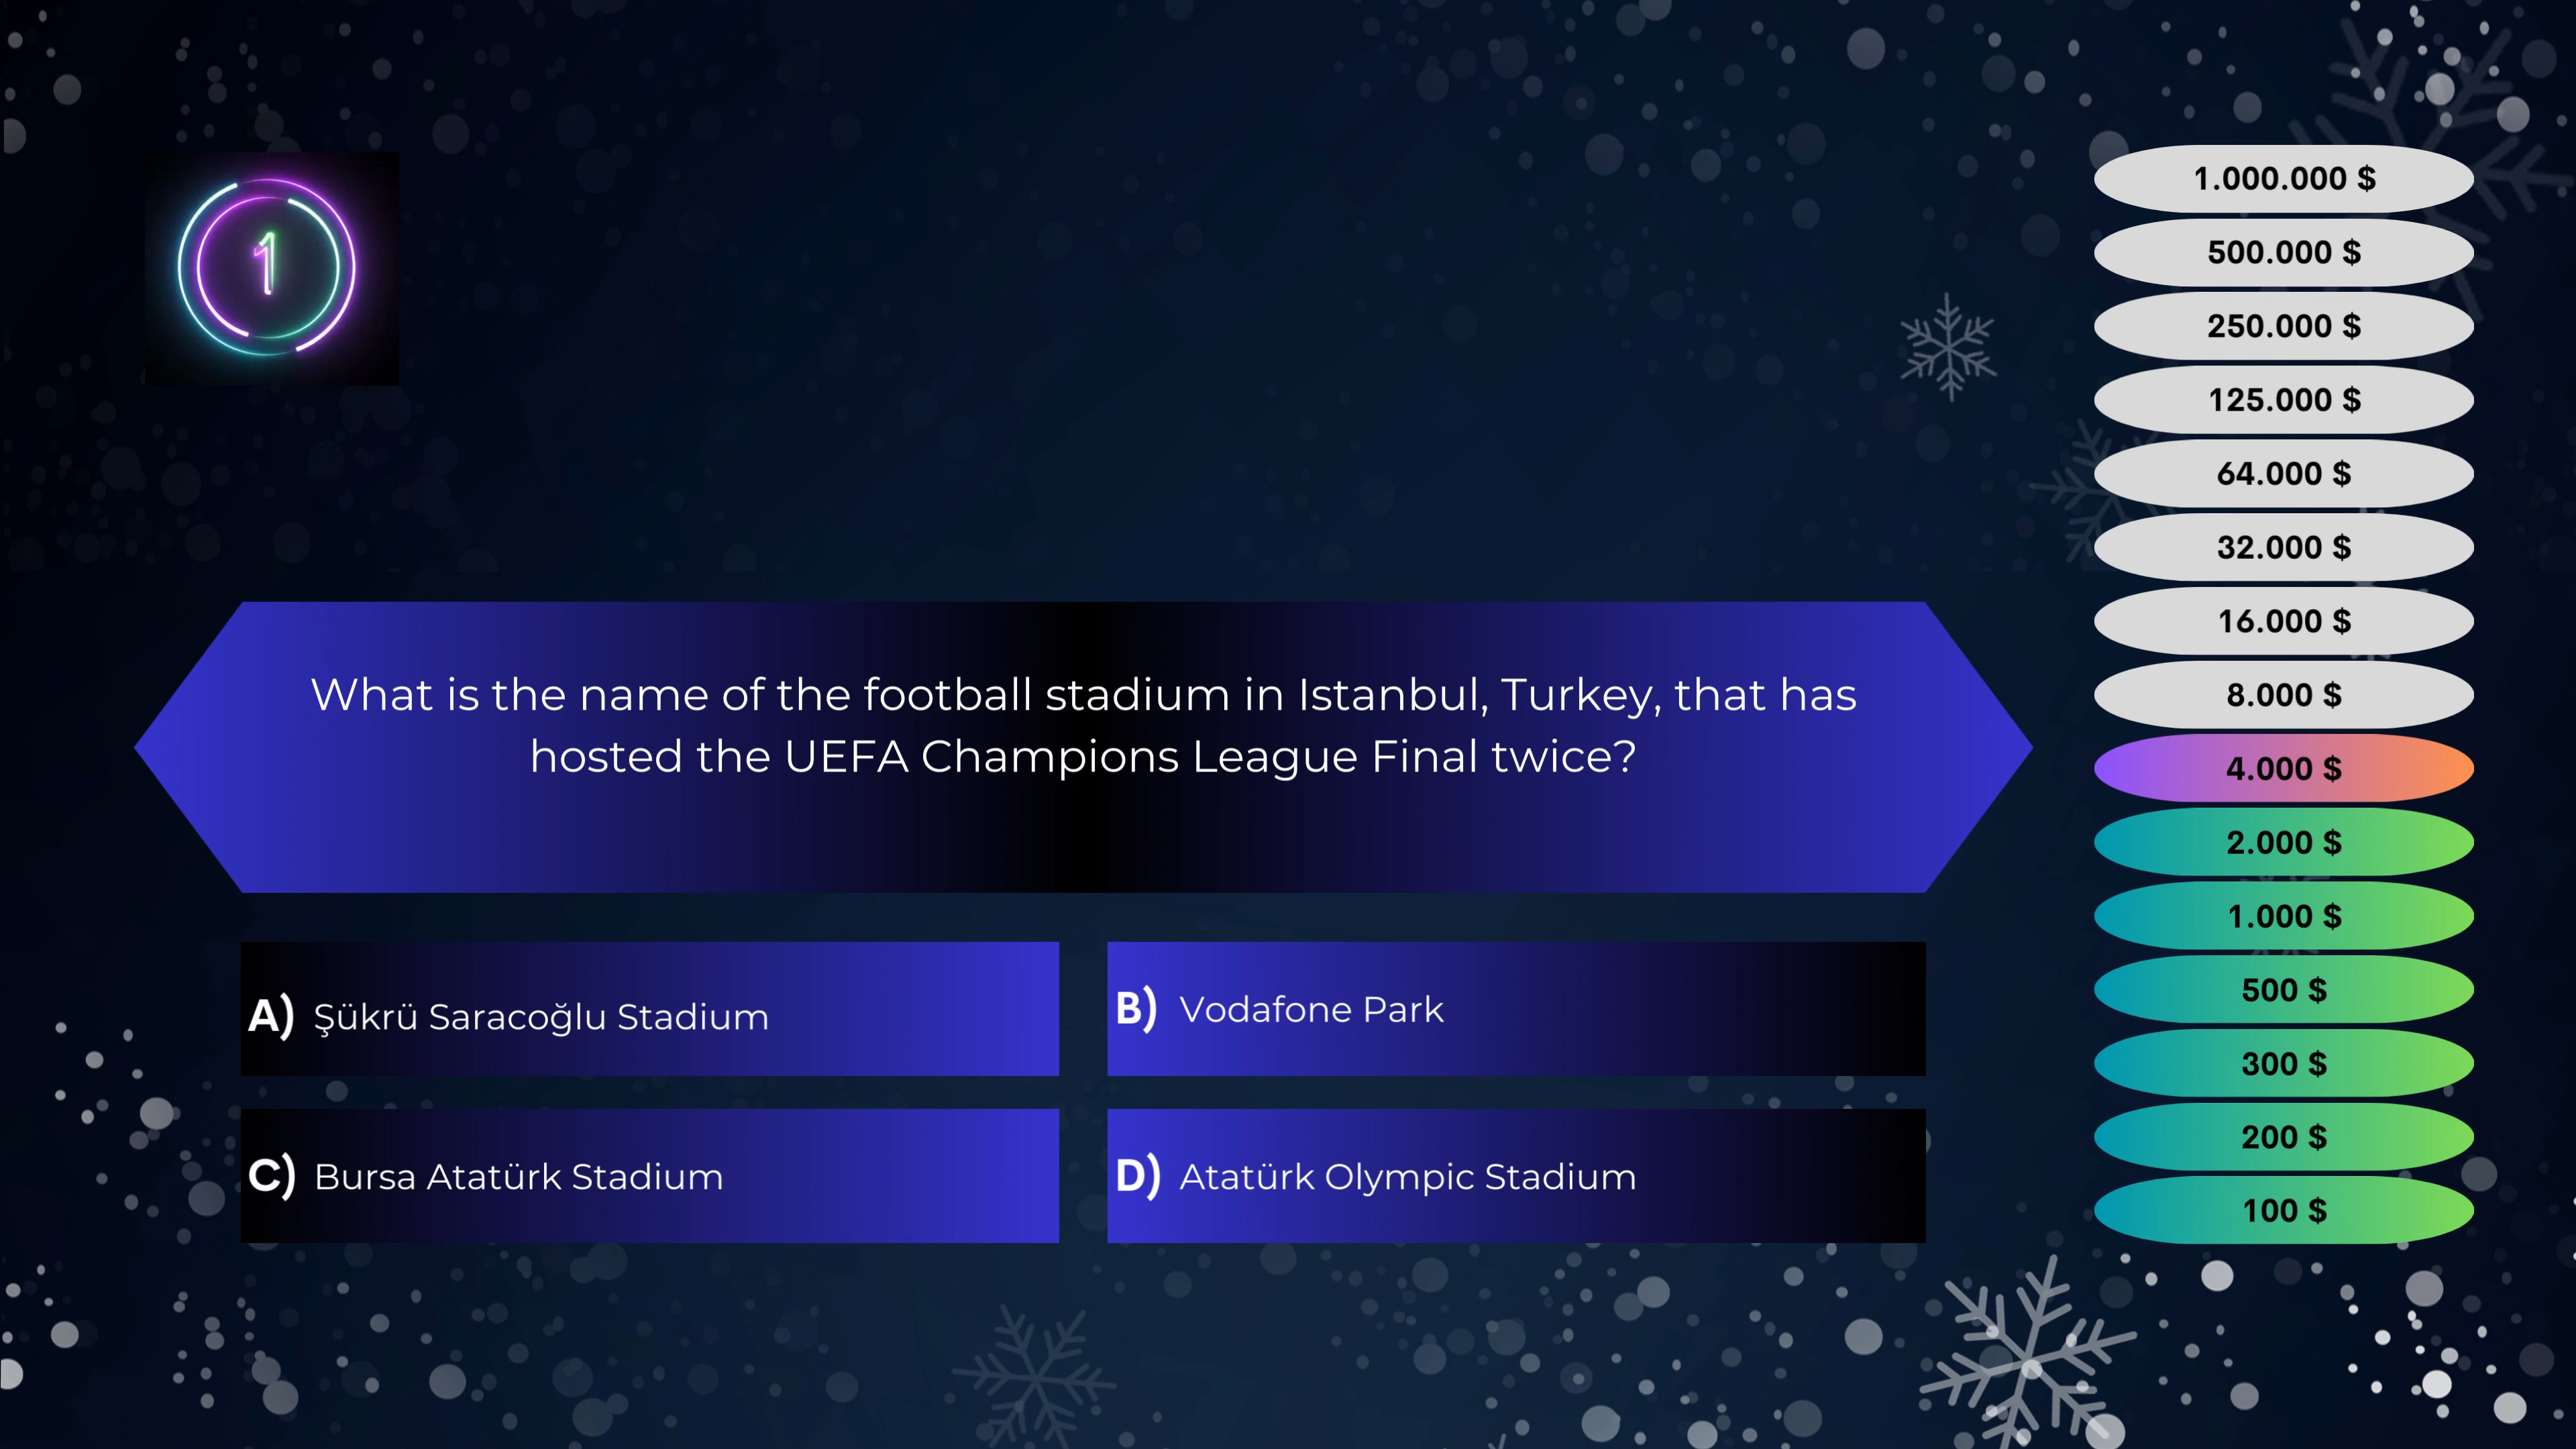 1
What is the name of the football stadium in Istanbul, Turkey, that has
hosted the UEFA Champions League Final twice?
A) Şükrü Saracoğlu Stadium
B) Vodafone Park
C) Bursa Atatürk Stadium
D) Atatürk Olympic Stadium
1.000.000 $
500.000 $
250.000 $
125.000 $
64.000 $
32.000 $
16.000 $
8.000 $
4.000 $
2.000 $
1.000 $
500 $
300 $
200 $
100 $